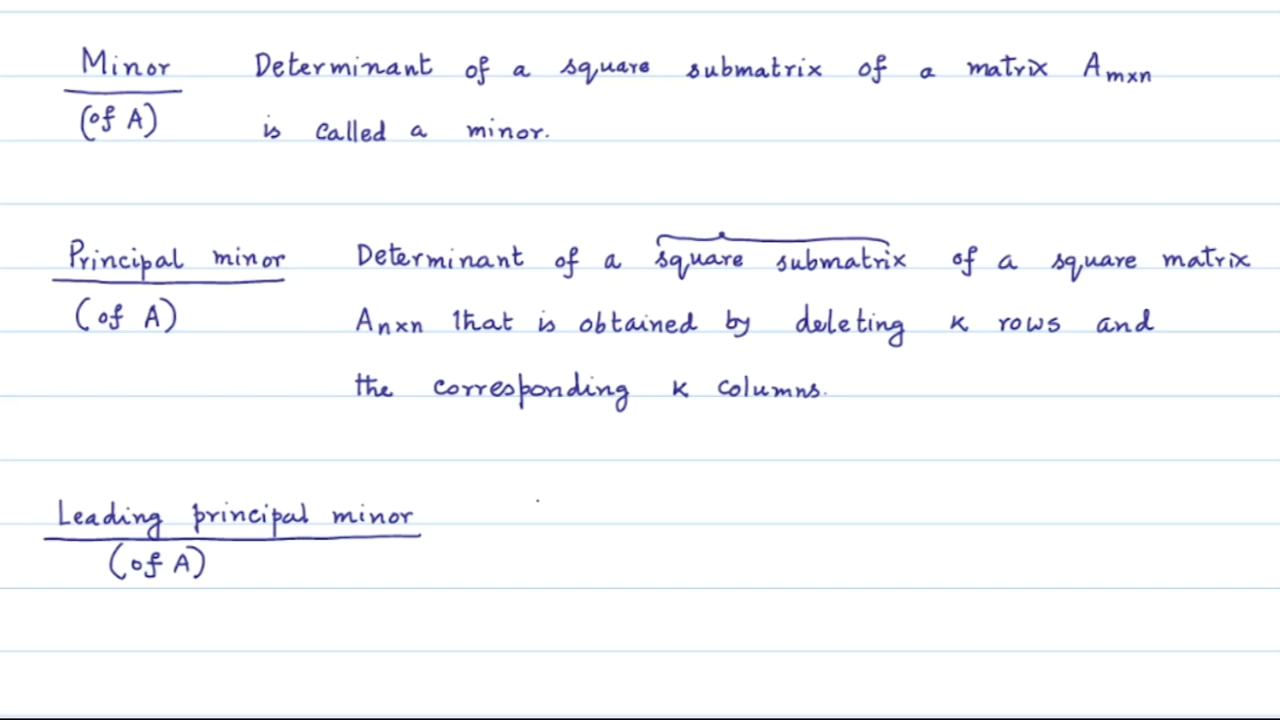 Minor Determinant of a square submatrix of a matrix Amxn
(of A) is called a minor.
Principal minor Determinant of a square submatrix of a square matrix
(of A) Anxn that is obtained by deleting k rows and
the corresponding k columns.
Leading principal minor
(of A)